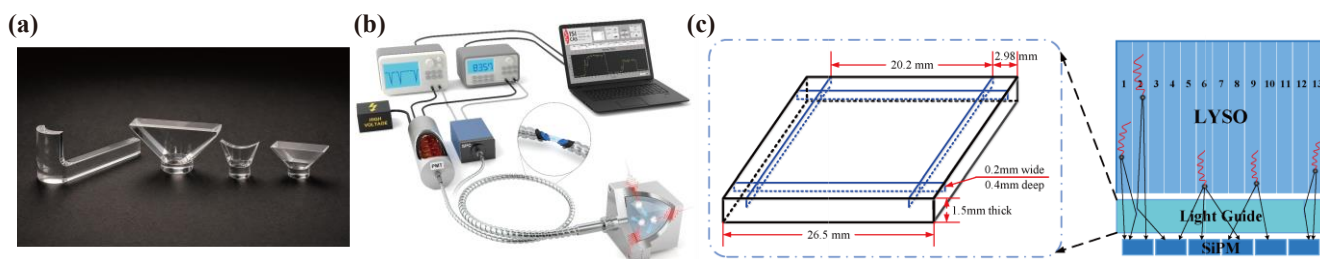 (a)
(b)
(c)
HIGH
VOLTAGE
PMT
20.2 mm
2.98 mm
0.2mm wide
0.4mm deep
1.5mm thick
26.5 mm
1 2 3 4 5 6 7 8 9 10 11 12 13
LYSO
Light Guide
SiPM